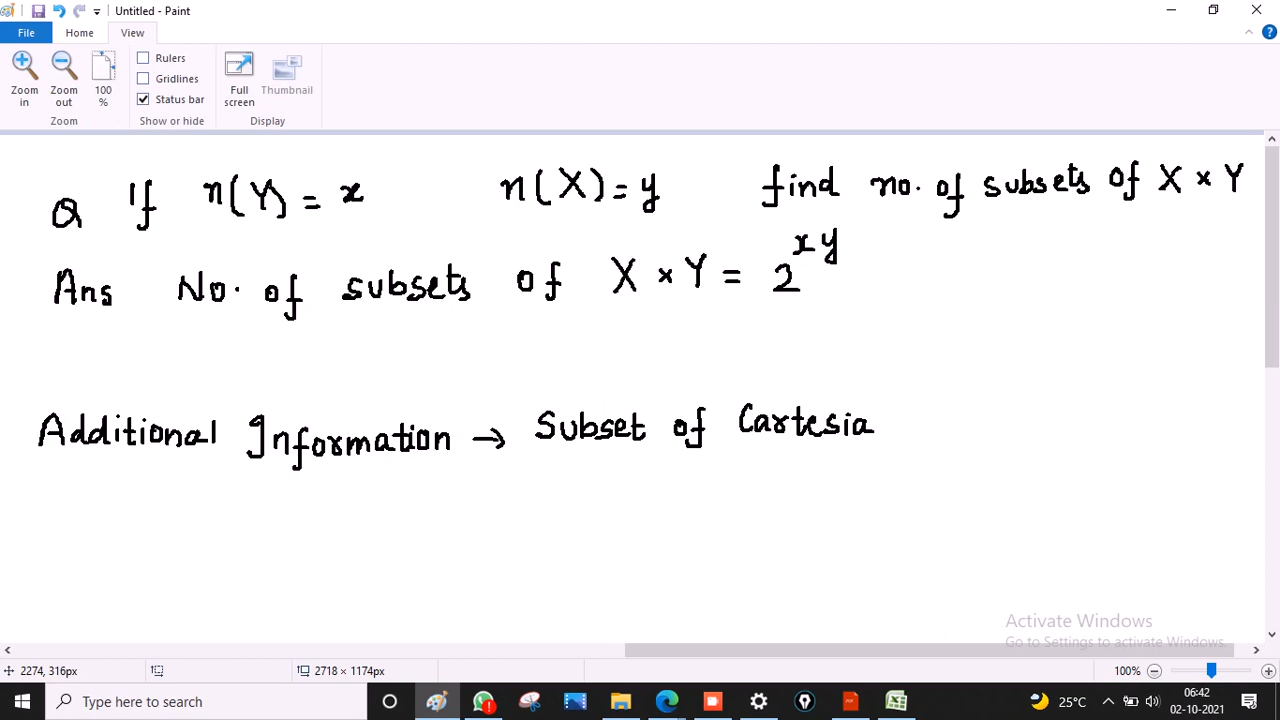 Untitled - Paint
File Home View
Zoom in Zoom out 100 % Rulers Gridlines Status bar Full screen Thumbnail
Zoom Show or hide Display
Q If n(Y) = x n(X) = y find no. of subsets of X × Y
Ans No. of subsets of X × Y = 2^xy
Additional Information → Subset of Cartesia
Activate Windows
Go to Settings to activate Windows.
2274, 316px 2718 × 1174px 100%
Type here to search 25°C 06:42
02-10-2021